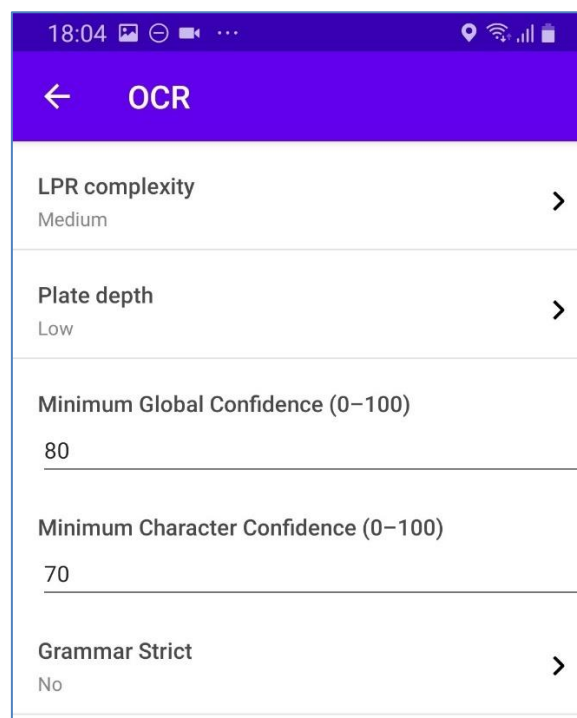 18:04
OCR
LPR complexity
Medium
Plate depth
Low
Minimum Global Confidence (0–100)
80
Minimum Character Confidence (0–100)
70
Grammar Strict
No